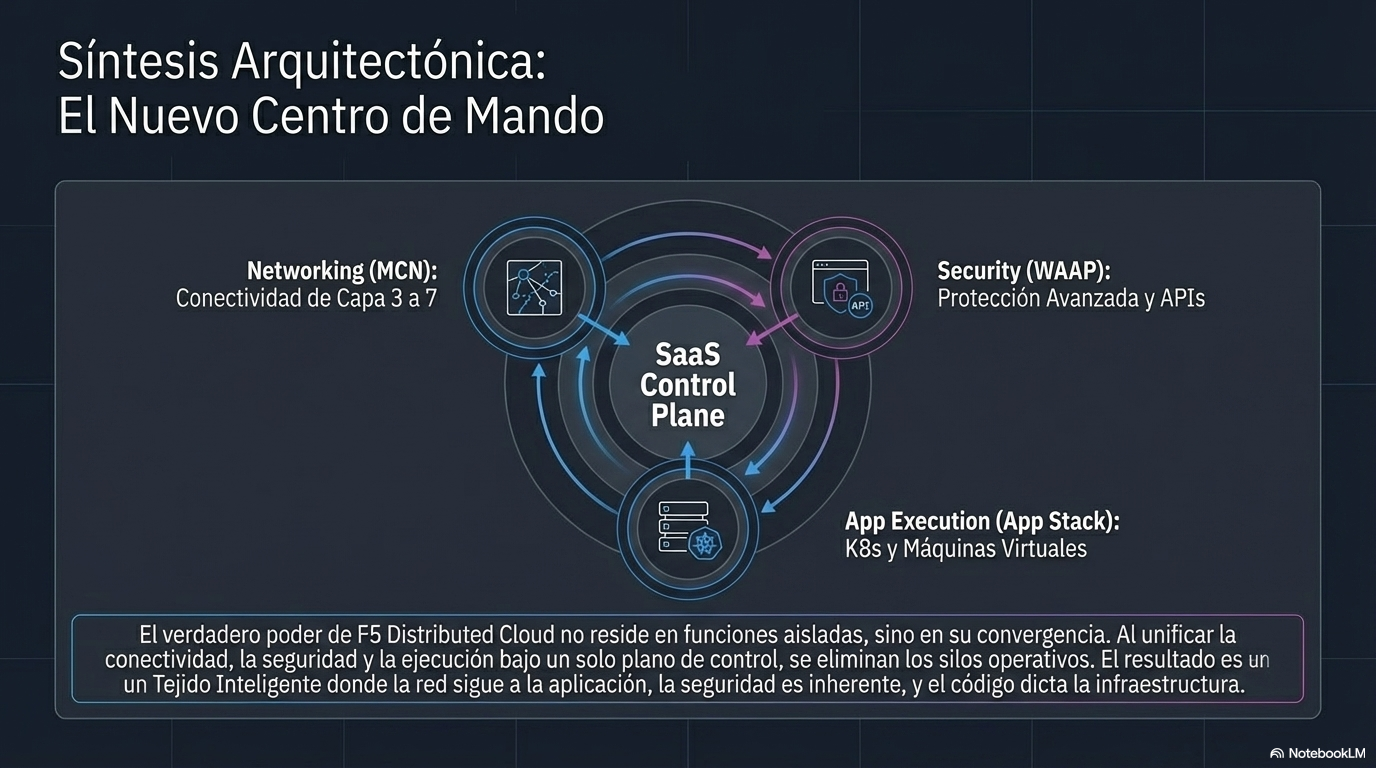 Síntesis Arquitectónica:
El Nuevo Centro de Mando
Networking (MCN):
Conectividad de Capa 3 a 7
Security (WAAP):
Protección Avanzada y APIs
API
SaaS
Control
Plane
App Execution (App Stack):
K8s y Máquinas Virtuales
El verdadero poder de F5 Distributed Cloud no reside en funciones aisladas, sino en su convergencia. Al unificar la
conectividad, la seguridad y la ejecución bajo un solo plano de control, se eliminan los silos operativos. El resultado es un
un Tejido Inteligente donde la red sigue a la aplicación, la seguridad es inherente, y el código dicta la infraestructura.
NotebookLM